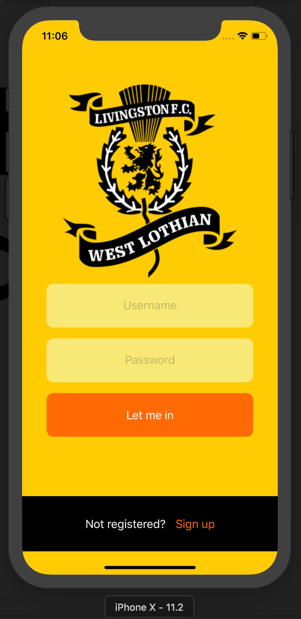 11:06
LIVINGSTON F.C.
WEST LOTHIAN
Username
Password
Let me in
Not registered? Sign up
iPhone X - 11.2